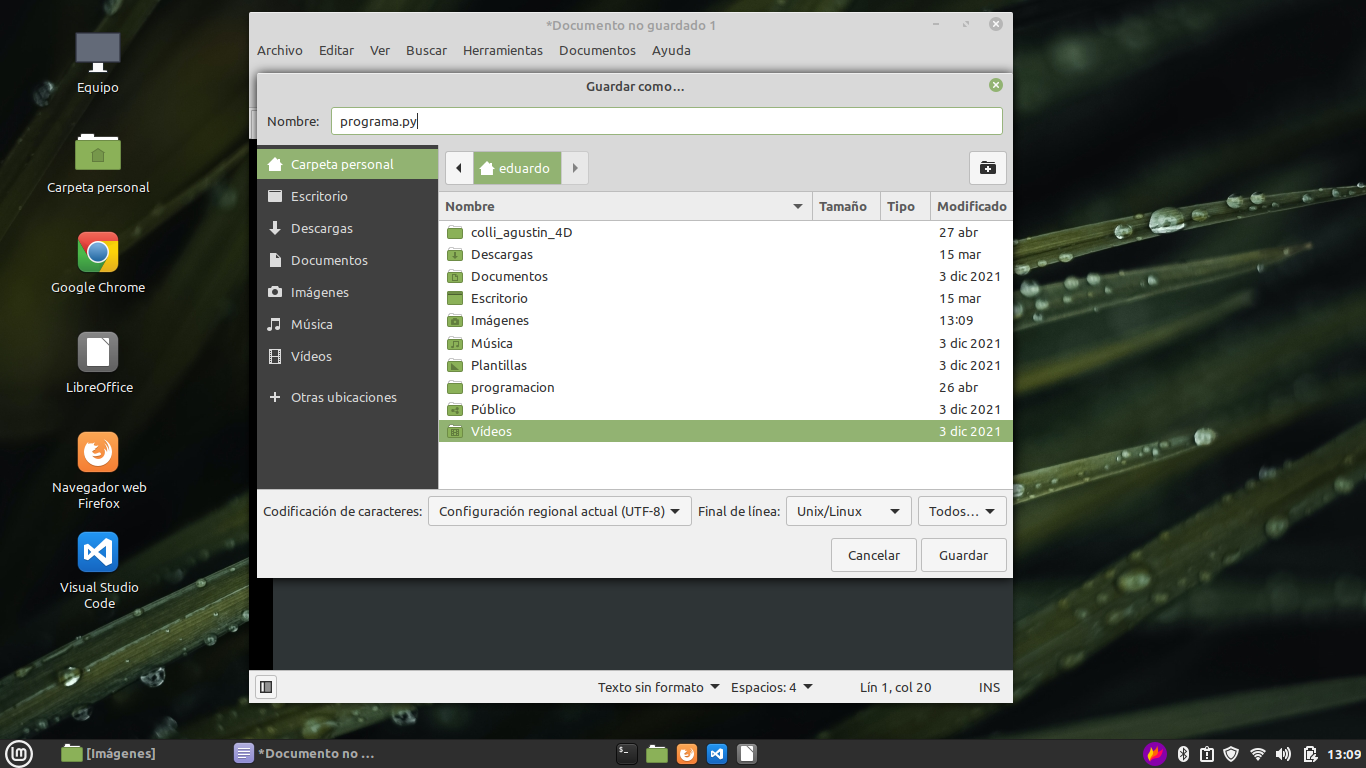 *Documento no guardado 1
Archivo Editar Ver Buscar Herramientas Documentos Ayuda
Guardar como...
Nombre: programa.py
Carpeta personal
Escritorio
Descargas
Documentos
Imágenes
Música
Vídeos
Otras ubicaciones
eduardo
Nombre Tamaño Tipo Modificado
colli_agustin_4D 27 abr
Descargas 15 mar
Documentos 3 dic 2021
Escritorio 15 mar
Imágenes 13:09
Música 3 dic 2021
Plantillas 3 dic 2021
programacion 26 abr
Público 3 dic 2021
Vídeos 3 dic 2021
Codificación de caracteres: Configuración regional actual (UTF-8) Final de línea: Unix/Linux Todos...
Cancelar Guardar
Texto sin formato Espacios: 4 Lín 1, col 20 INS
Equipo
Carpeta personal
Google Chrome
LibreOffice
Navegador web
Firefox
Visual Studio
Code
[Imágenes] *Documento no ... 13:09